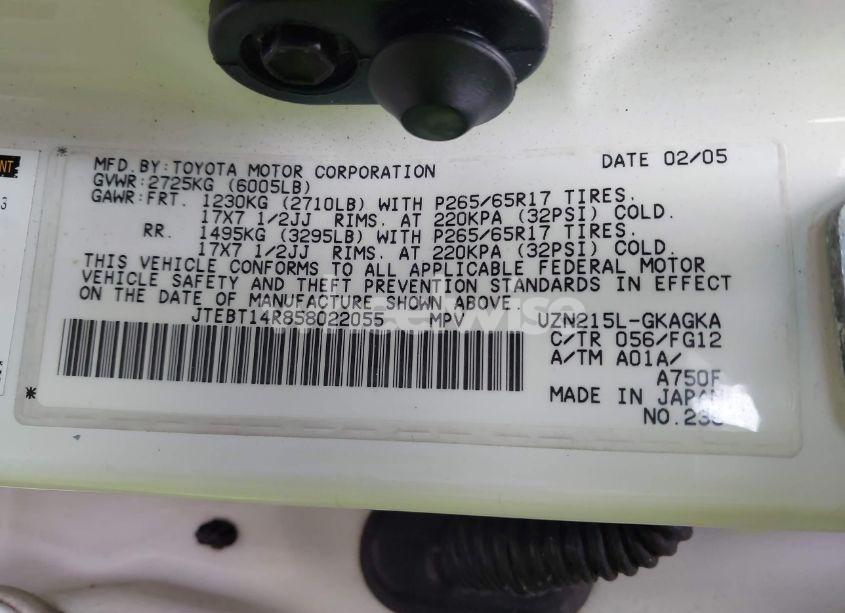 NT
3
MFD. BY: TOYOTA MOTOR CORPORATION DATE 02/05
GVWR: 2725KG (6005LB)
GAWR: FRT. 1230KG (2710LB) WITH P265/65R17 TIRES.
17X7 1/2JJ RIMS. AT 220KPA (32PSI) COLD.
RR. 1495KG (3295LB) WITH P265/65R17 TIRES.
17X7 1/2JJ RIMS. AT 220KPA (32PSI) COLD.
THIS VEHICLE CONFORMS TO ALL APPLICABLE FEDERAL MOTOR
VEHICLE SAFETY AND THEFT PREVENTION STANDARDS IN EFFECT
ON THE DATE OF MANUFACTURE SHOWN ABOVE.
JTEBT14R858022055 MPV UZN215L-GKAGKA
C/TR 056/FG12
A/TM A01A/
A750F
MADE IN JAPAN
NO.